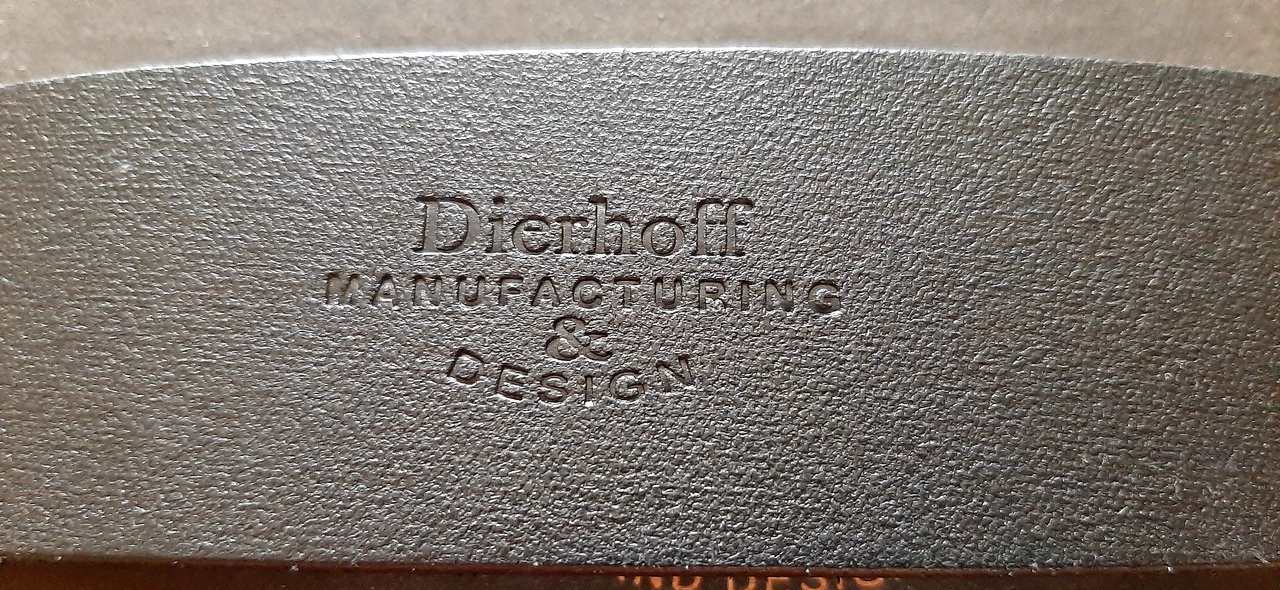 Dierhoff
MANUFACTURING
&
DESIGN